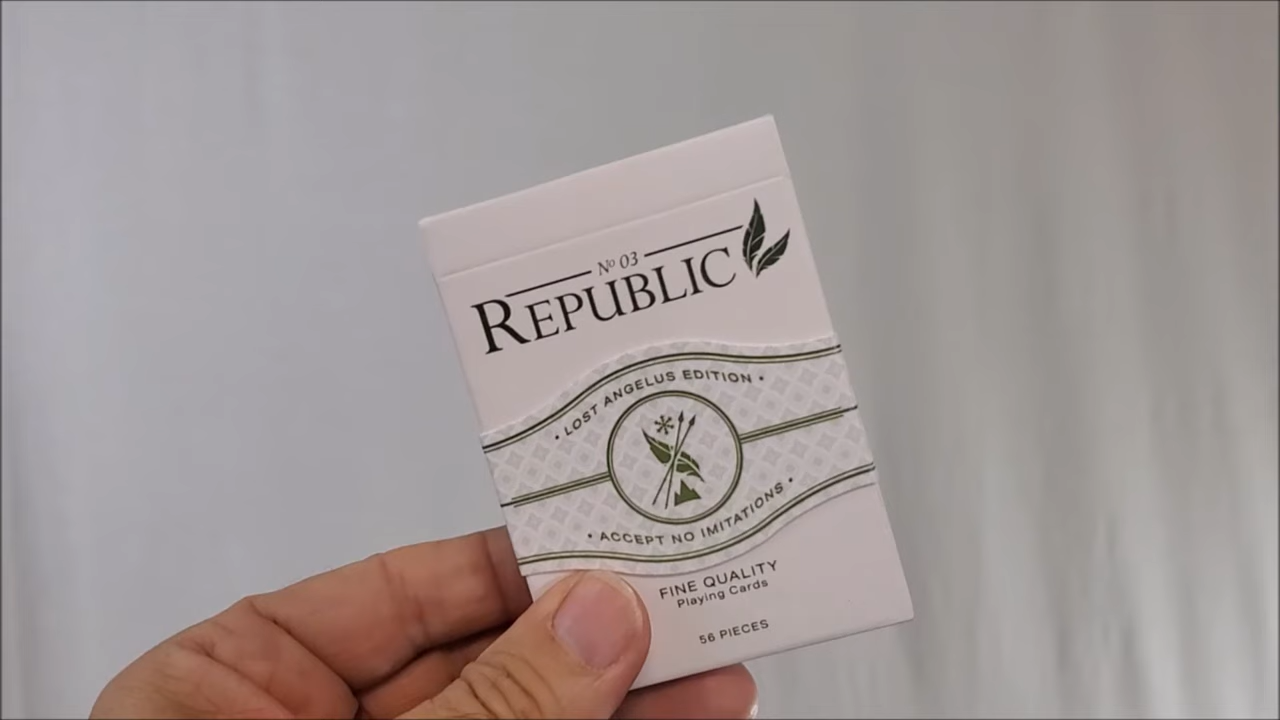 Nº 03
REPUBLIC
• LOST ANGELUS EDITION •
• ACCEPT NO IMITATIONS •
FINE QUALITY
Playing Cards
56 PIECES